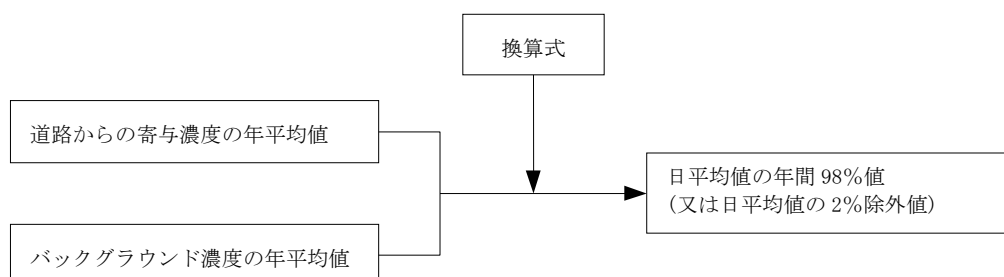 換算式
道路からの寄与濃度の年平均値
日平均値の年間 98%値
(又は日平均値の 2%除外値)
バックグラウンド濃度の年平均値